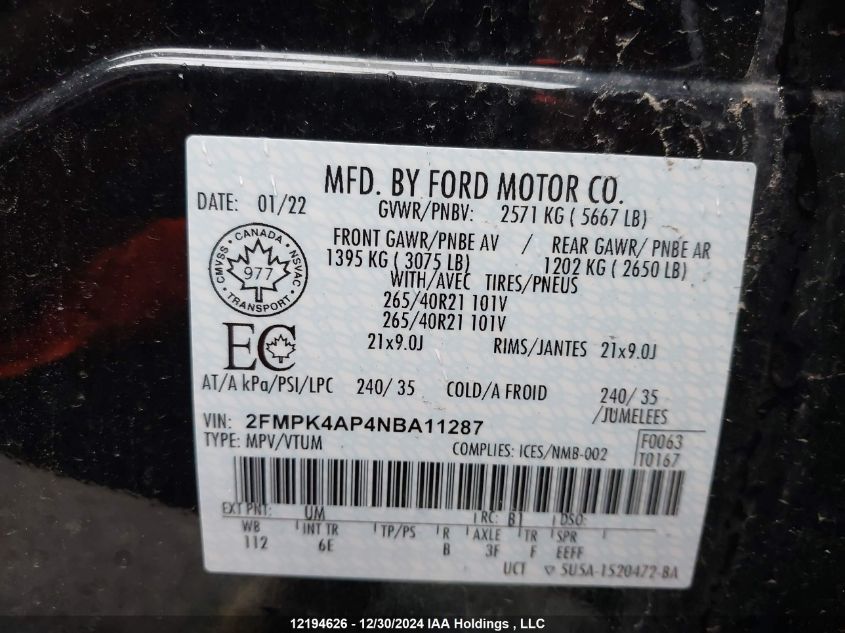 MFD. BY FORD MOTOR CO.
DATE: 01/22
GVWR/PNBV: 2571 KG ( 5667 LB)
FRONT GAWR/PNBE AV / REAR GAWR/ PNBE AR
1395 KG ( 3075 LB) 1202 KG ( 2650 LB)
WITH/AVEC TIRES/PNEUS
265/40R21 101V
265/40R21 101V
21x9.0J RIMS/JANTES 21x9.0J
CANADA
CMVSS
NSVAC
977
TRANSPORT
EC
AT/A kPa/PSI/LPC 240/ 35 COLD/A FROID 240/ 35
/JUMELEES
VIN: 2FMPK4AP4NBA11287
TYPE: MPV/VTUM COMPLIES: ICES/NMB-002
F0063
T0167
EXT PNT: UM RC: B1 DSO:
WB INT TR TP/PS R AXLE TR SPR
112 6E B 3F F EEFF
UCT 5U5A-1520472-BA
12194626 - 12/30/2024 IAA Holdings , LLC